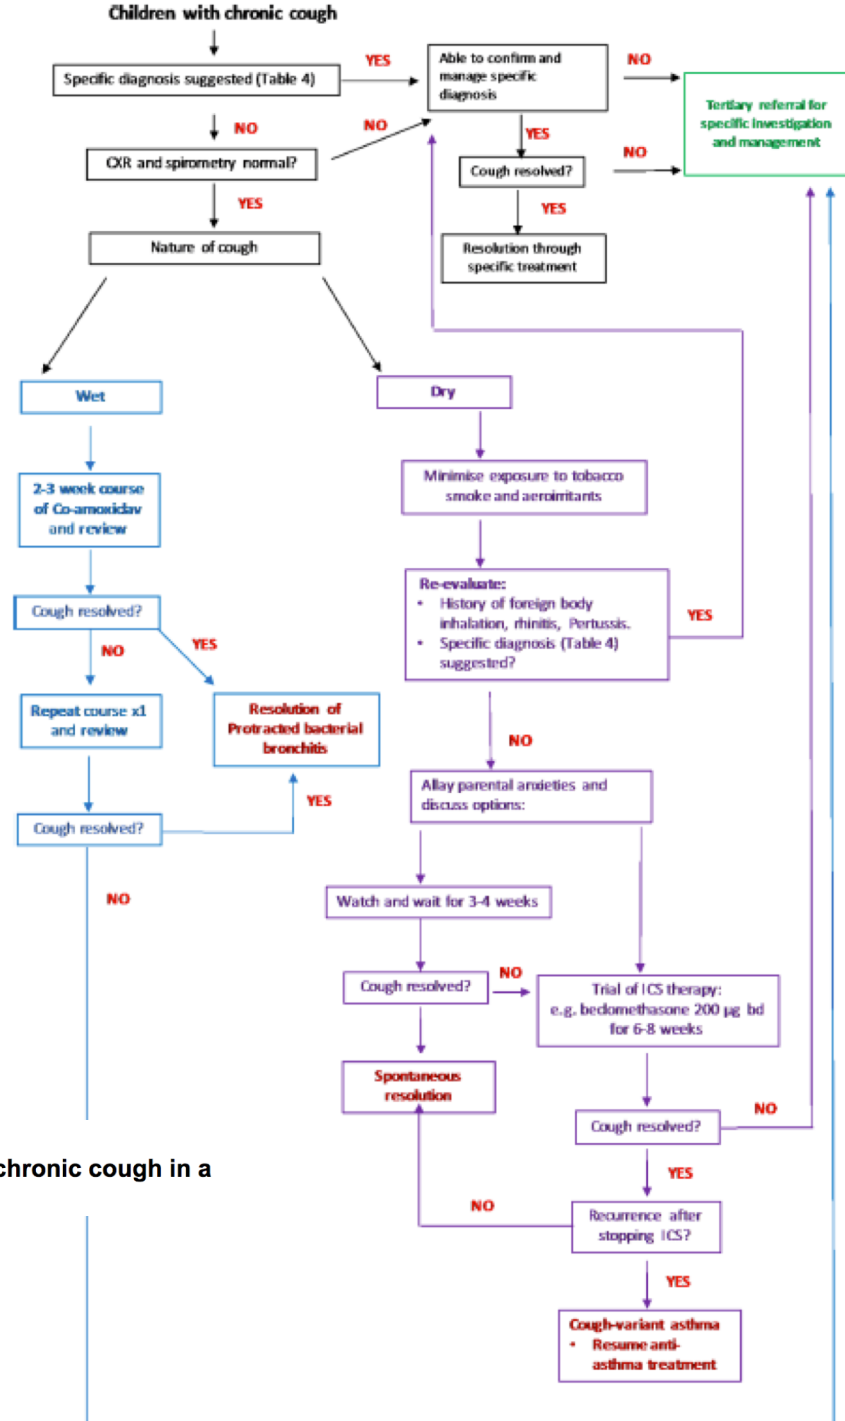 Children with chronic cough
Specific diagnosis suggested (Table 4)
YES
Able to confirm and
manage specific
diagnosis
NO
Tertiary referral for
specific investigation
and management
NO
NO
YES
CXR and spirometry normal?
Cough resolved?
NO
YES
YES
Nature of cough
Resolution through
specific treatment
Wet
Dry
2-3 week course
of Co-amoxiclav
and review
Minimise exposure to tobacco
smoke and aeroirritants
Cough resolved?
NO
YES
Re-evaluate:
• History of foreign body
inhalation, rhinitis, Pertussis.
• Specific diagnosis (Table 4)
suggested?
YES
Repeat course x1
and review
Resolution of
Protracted bacterial
bronchitis
NO
Allay parental anxieties and
discuss options:
Cough resolved?
YES
NO
Watch and wait for 3-4 weeks
Cough resolved?
NO
Trial of ICS therapy:
e.g. beclomethasone 200 µg bd
for 6-8 weeks
Spontaneous
resolution
Cough resolved?
NO
chronic cough in a
YES
NO
Recurrence after
stopping ICS?
YES
Cough-variant asthma
• Resume anti-
asthma treatment